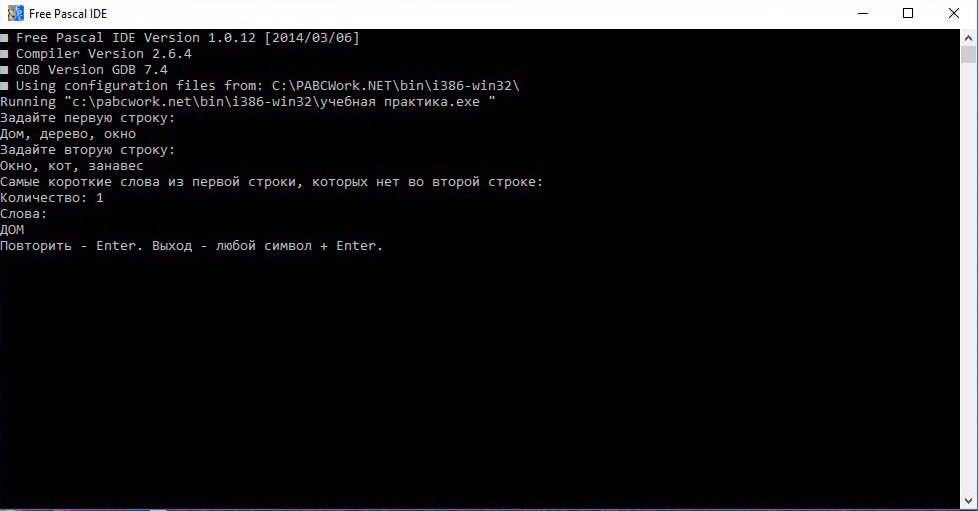 Free Pascal IDE
Free Pascal IDE Version 1.0.12 [2014/03/06]
Compiler Version 2.6.4
GDB Version GDB 7.4
Using configuration files from: C:\PABCWork.NET\bin\i386-win32\
Running "c:\pabcwork.net\bin\i386-win32\учебная практика.exe "
Задайте первую строку:
Дом, дерево, окно
Задайте вторую строку:
Окно, кот, занавес
Самые короткие слова из первой строки, которых нет во второй строке:
Количество: 1
Слова:
ДОМ
Повторить - Enter. Выход - любой символ + Enter.